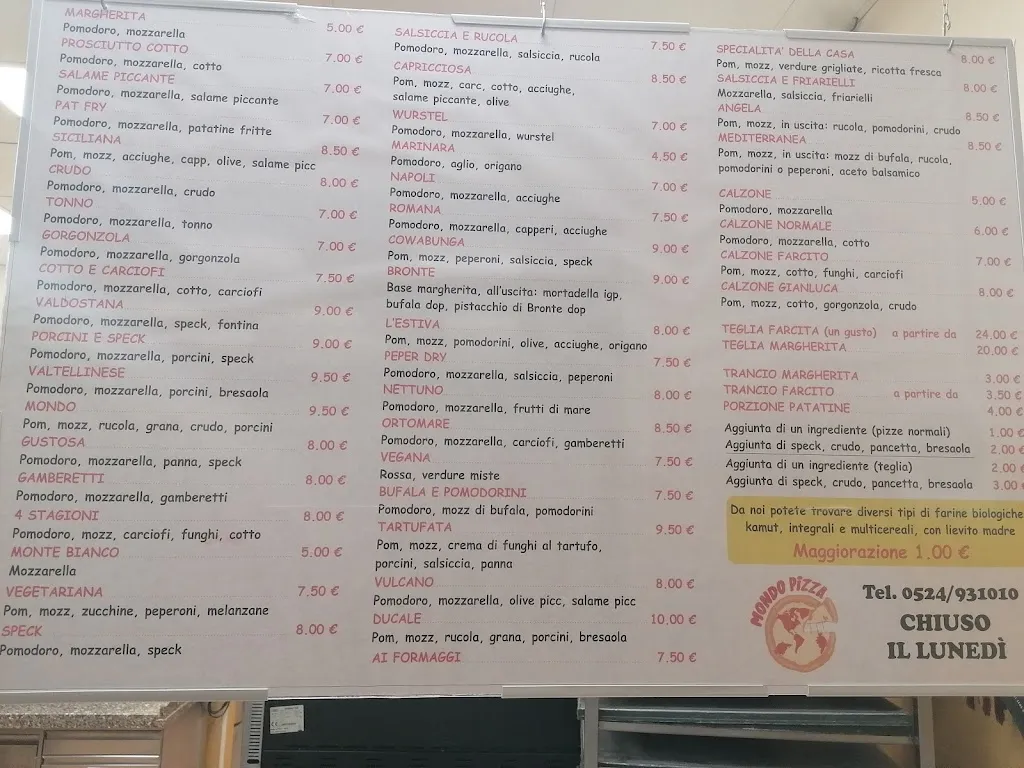 MARGHERITA 5.00 €
Pomodoro, mozzarella
PROSCIUTTO COTTO 7.00 €
Pomodoro, mozzarella, cotto
SALAME PICCANTE 7.00 €
Pomodoro, mozzarella, salame piccante
PAT FRY 7.00 €
Pomodoro, mozzarella, patatine fritte
SICILIANA 8.50 €
Pom, mozz, acciughe, capp, olive, salame picc
CRUDO 8.00 €
Pomodoro, mozzarella, crudo
TONNO 7.00 €
Pomodoro, mozzarella, tonno
GORGONZOLA 7.00 €
Pomodoro, mozzarella, gorgonzola
COTTO E CARCIOFI 7.50 €
Pomodoro, mozzarella, cotto, carciofi
VALDOSTANA 9.00 €
Pomodoro, mozzarella, speck, fontina
PORCINI E SPECK 9.00 €
Pomodoro, mozzarella, porcini, speck
VALTELLINESE 9.50 €
Pomodoro, mozzarella, porcini, bresaola
MONDO 9.50 €
Pom, mozz, rucola, grana, crudo, porcini
GUSTOSA 8.00 €
Pomodoro, mozzarella, panna, speck
GAMBERETTI 8.00 €
Pomodoro, mozzarella, gamberetti
4 STAGIONI 8.00 €
Pomodoro, mozz, carciofi, funghi, cotto
MONTE BIANCO 5.00 €
Mozzarella
VEGETARIANA 7.50 €
Pom, mozz, zucchine, peperoni, melanzane
SPECK 8.00 €
Pomodoro, mozzarella, speck
SALSICCIA E RUCOLA 7.50 €
Pomodoro, mozzarella, salsiccia, rucola
CAPRICCIOSA 8.50 €
Pom, mozz, carc, cotto, acciughe,
salame piccante, olive
WURSTEL 7.00 €
Pomodoro, mozzarella, wurstel
MARINARA 4.50 €
Pomodoro, aglio, origano
NAPOLI 7.00 €
Pomodoro, mozzarella, acciughe
ROMANA 7.50 €
Pomodoro, mozzarella, capperi, acciughe
COWABUNGA 9.00 €
Pom, mozz, peperoni, salsiccia, speck
BRONTE 9.00 €
Base margherita, all'uscita: mortadella igp,
bufala dop, pistacchio di Bronte dop
L'ESTIVA 8.00 €
Pom, mozz, pomodorini, olive, acciughe, origano
PEPER DRY 7.50 €
Pomodoro, mozzarella, salsiccia, peperoni
NETTUNO 8.00 €
Pomodoro, mozzarella, frutti di mare
ORTOMARE 8.50 €
Pomodoro, mozzarella, carciofi, gamberetti
VEGANA 7.50 €
Rossa, verdure miste
BUFALA E POMODORINI 7.50 €
Pomodoro, mozz di bufala, pomodorini
TARTUFATA 9.50 €
Pom, mozz, crema di funghi al tartufo,
porcini, salsiccia, panna
VULCANO 8.00 €
Pomodoro, mozzarella, olive picc, salame picc
DUCALE 10.00 €
Pom, mozz, rucola, grana, porcini, bresaola
AI FORMAGGI 7.50 €
SPECIALITA' DELLA CASA 8.00 €
Pom, mozz, verdure grigliate, ricotta fresca
SALSICCIA E FRIARIELLI 8.00 €
Mozzarella, salsiccia, friarielli
ANGELA 8.50 €
Pom, mozz, in uscita: rucola, pomodorini, crudo
MEDITERRANEA 8.50 €
Pom, mozz, in uscita: mozz di bufala, rucola,
pomodorini o peperoni, aceto balsamico
CALZONE 5.00 €
Pomodoro, mozzarella
CALZONE NORMALE 6.00 €
Pomodoro, mozzarella, cotto
CALZONE FARCITO 7.00 €
Pom, mozz, cotto, funghi, carciofi
CALZONE GIANLUCA 8.00 €
Pom, mozz, cotto, gorgonzola, crudo
TEGLIA FARCITA (un gusto) a partire da 24.00 €
TEGLIA MARGHERITA 20.00 €
TRANCIO MARGHERITA 3.00 €
TRANCIO FARCITO a partire da 3.50 €
PORZIONE PATATINE 4.00 €
Aggiunta di un ingrediente (pizze normali) 1.00 €
Aggiunta di speck, crudo, pancetta, bresaola 2.00 €
Aggiunta di un ingrediente (teglia) 2.00 €
Aggiunta di speck, crudo, pancetta, bresaola 3.00 €
Da noi potete trovare diversi tipi di farine biologiche
kamut, integrali e multicereali, con lievito madre
Maggiorazione 1.00 €
MONDO PIZZA
Tel. 0524/931010
CHIUSO
IL LUNEDÌ